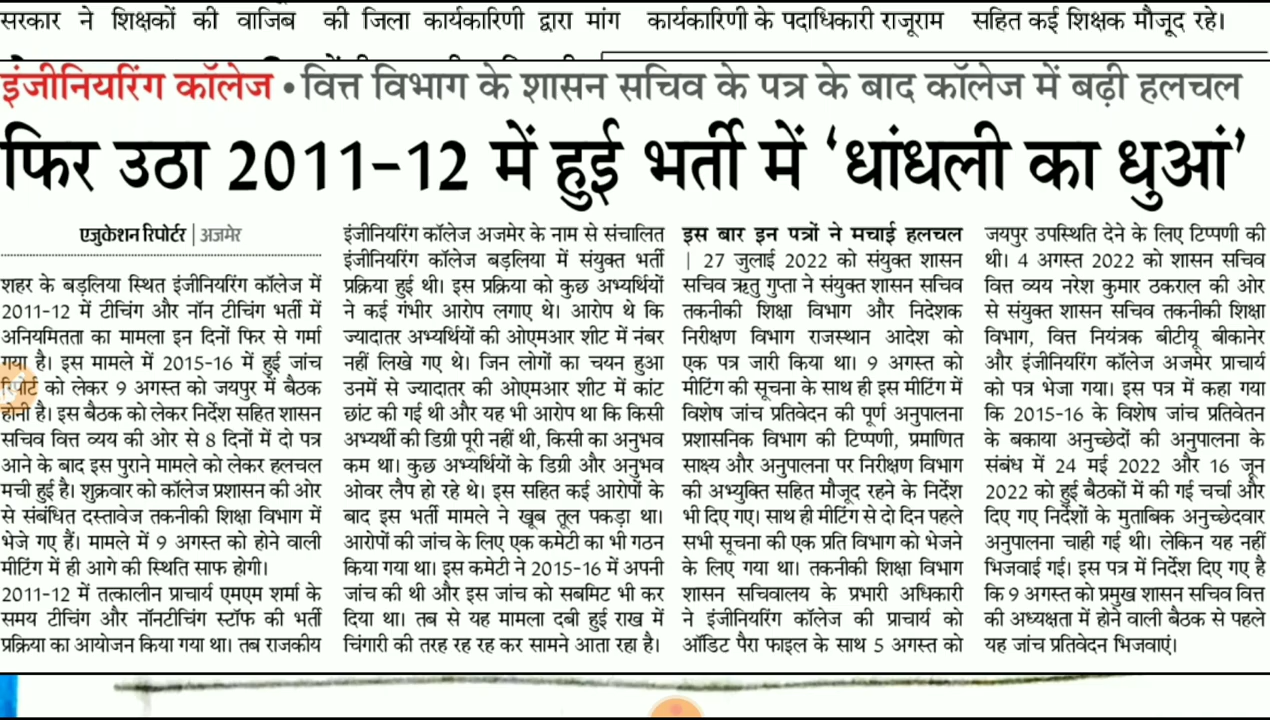 सरकार ने शिक्षकों की वाजिब
की जिला कार्यकारिणी द्वारा मांग
कार्यकारिणी के पदाधिकारी राजूराम
सहित कई शिक्षक मौजूद रहे।
इंजीनियरिंग कॉलेज • वित्त विभाग के शासन सचिव के पत्र के बाद कॉलेज में बढ़ी हलचल
फिर उठा 2011-12 में हुई भर्ती में ‘धांधली का धुआं’
एजुकेशन रिपोर्टर | अजमेर
शहर के बड़लिया स्थित इंजीनियरिंग कॉलेज में
2011-12 में टीचिंग और नॉन टीचिंग भर्ती में
अनियमितता का मामला इन दिनों फिर से गर्मा
गया है। इस मामले में 2015-16 में हुई जांच
रिपोर्ट को लेकर 9 अगस्त को जयपुर में बैठक
होनी है। इस बैठक को लेकर निर्देश सहित शासन
सचिव वित्त व्यय की ओर से 8 दिनों में दो पत्र
आने के बाद इस पुराने मामले को लेकर हलचल
मची हुई है। शुक्रवार को कॉलेज प्रशासन की ओर
से संबंधित दस्तावेज तकनीकी शिक्षा विभाग में
भेजे गए हैं। मामले में 9 अगस्त को होने वाली
मीटिंग में ही आगे की स्थिति साफ होगी।
2011-12 में तत्कालीन प्राचार्य एमएम शर्मा के
समय टीचिंग और नॉनटीचिंग स्टॉफ की भर्ती
प्रक्रिया का आयोजन किया गया था। तब राजकीय
इंजीनियरिंग कॉलेज अजमेर के नाम से संचालित
इंजीनियरिंग कॉलेज बड़लिया में संयुक्त भर्ती
प्रक्रिया हुई थी। इस प्रक्रिया को कुछ अभ्यर्थियों
ने कई गंभीर आरोप लगाए थे। आरोप थे कि
ज्यादातर अभ्यर्थियों की ओएमआर शीट में नंबर
नहीं लिखे गए थे। जिन लोगों का चयन हुआ
उनमें से ज्यादातर की ओएमआर शीट में कांट
छांट की गई थी और यह भी आरोप था कि किसी
अभ्यर्थी की डिग्री पूरी नहीं थी, किसी का अनुभव
कम था। कुछ अभ्यर्थियों के डिग्री और अनुभव
ओवर लैप हो रहे थे। इस सहित कई आरोपों के
बाद इस भर्ती मामले ने खूब तूल पकड़ा था।
आरोपों की जांच के लिए एक कमेटी का भी गठन
किया गया था। इस कमेटी ने 2015-16 में अपनी
जांच की थी और इस जांच को सबमिट भी कर
दिया था। तब से यह मामला दबी हुई राख में
चिंगारी की तरह रह रह कर सामने आता रहा है।
इस बार इन पत्रों ने मचाई हलचल
| 27 जुलाई 2022 को संयुक्त शासन
सचिव ऋतु गुप्ता ने संयुक्त शासन सचिव
तकनीकी शिक्षा विभाग और निदेशक
निरीक्षण विभाग राजस्थान आदेश को
एक पत्र जारी किया था। 9 अगस्त को
मीटिंग की सूचना के साथ ही इस मीटिंग में
विशेष जांच प्रतिवेदन की पूर्ण अनुपालना
प्रशासनिक विभाग की टिप्पणी, प्रमाणित
साक्ष्य और अनुपालना पर निरीक्षण विभाग
की अभ्युक्ति सहित मौजूद रहने के निर्देश
भी दिए गए। साथ ही मीटिंग से दो दिन पहले
सभी सूचना की एक प्रति विभाग को भेजने
के लिए गया था। तकनीकी शिक्षा विभाग
शासन सचिवालय के प्रभारी अधिकारी
ने इंजीनियरिंग कॉलेज की प्राचार्य को
ऑडिट पैरा फाइल के साथ 5 अगस्त को
जयपुर उपस्थिति देने के लिए टिप्पणी की
थी। 4 अगस्त 2022 को शासन सचिव
वित्त व्यय नरेश कुमार ठकराल की ओर
से संयुक्त शासन सचिव तकनीकी शिक्षा
विभाग, वित्त नियंत्रक बीटीयू बीकानेर
और इंजीनियरिंग कॉलेज अजमेर प्राचार्य
को पत्र भेजा गया। इस पत्र में कहा गया
कि 2015-16 के विशेष जांच प्रतिवेतन
के बकाया अनुच्छेदों की अनुपालना के
संबंध में 24 मई 2022 और 16 जून
2022 को हुई बैठकों में की गई चर्चा और
दिए गए निर्देशों के मुताबिक अनुच्छेदवार
अनुपालना चाही गई थी। लेकिन यह नहीं
भिजवाई गई। इस पत्र में निर्देश दिए गए है
कि 9 अगस्त को प्रमुख शासन सचिव वित्त
की अध्यक्षता में होने वाली बैठक से पहले
यह जांच प्रतिवेदन भिजवाएं।